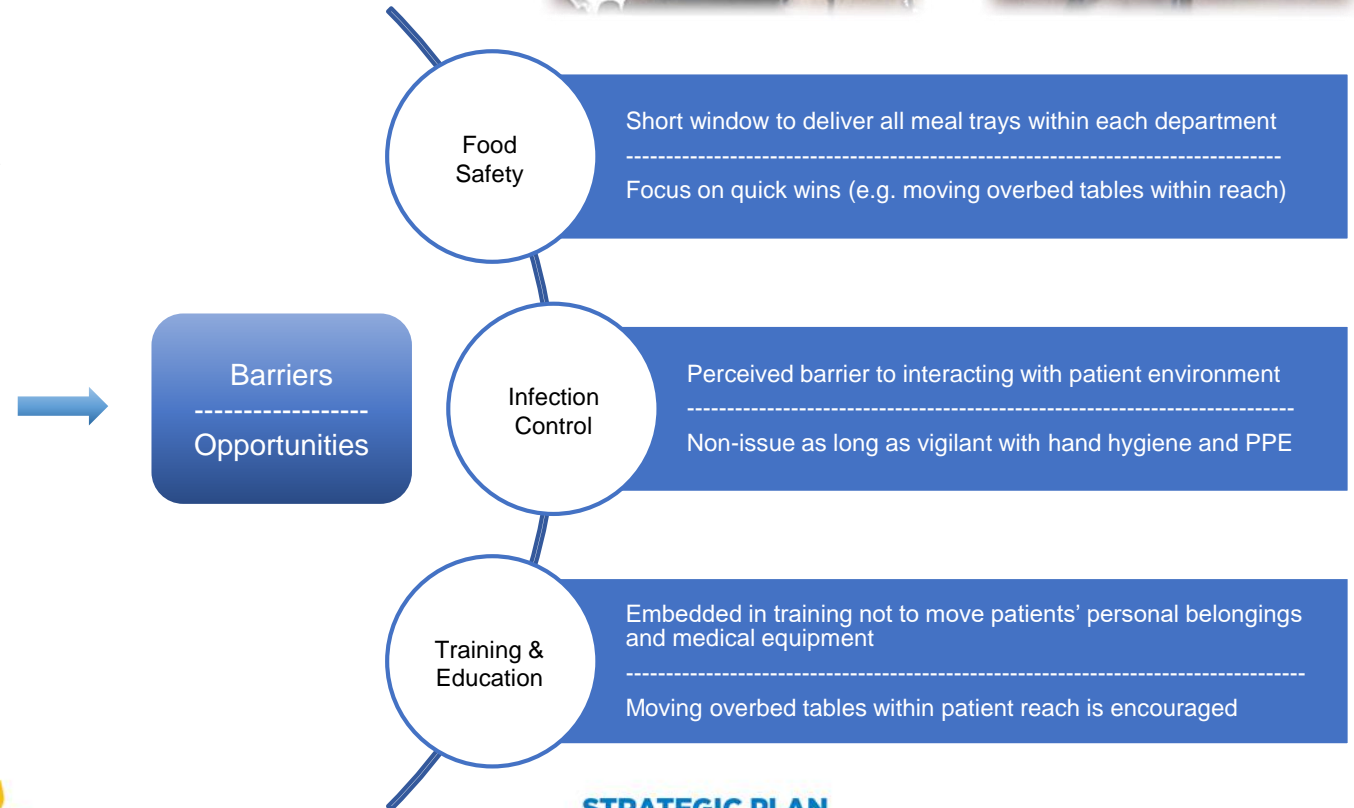 Food
Safety
Short window to deliver all meal trays within each department
---------------------------------------------------------------------------------
Focus on quick wins (e.g. moving overbed tables within reach)
Barriers
------------------
Opportunities
Infection
Control
Perceived barrier to interacting with patient environment
---------------------------------------------------------------------------
Non-issue as long as vigilant with hand hygiene and PPE
Training &
Education
Embedded in training not to move patients’ personal belongings
and medical equipment
------------------------------------------------------------------------------------
Moving overbed tables within patient reach is encouraged
STRATEGIC PLAN